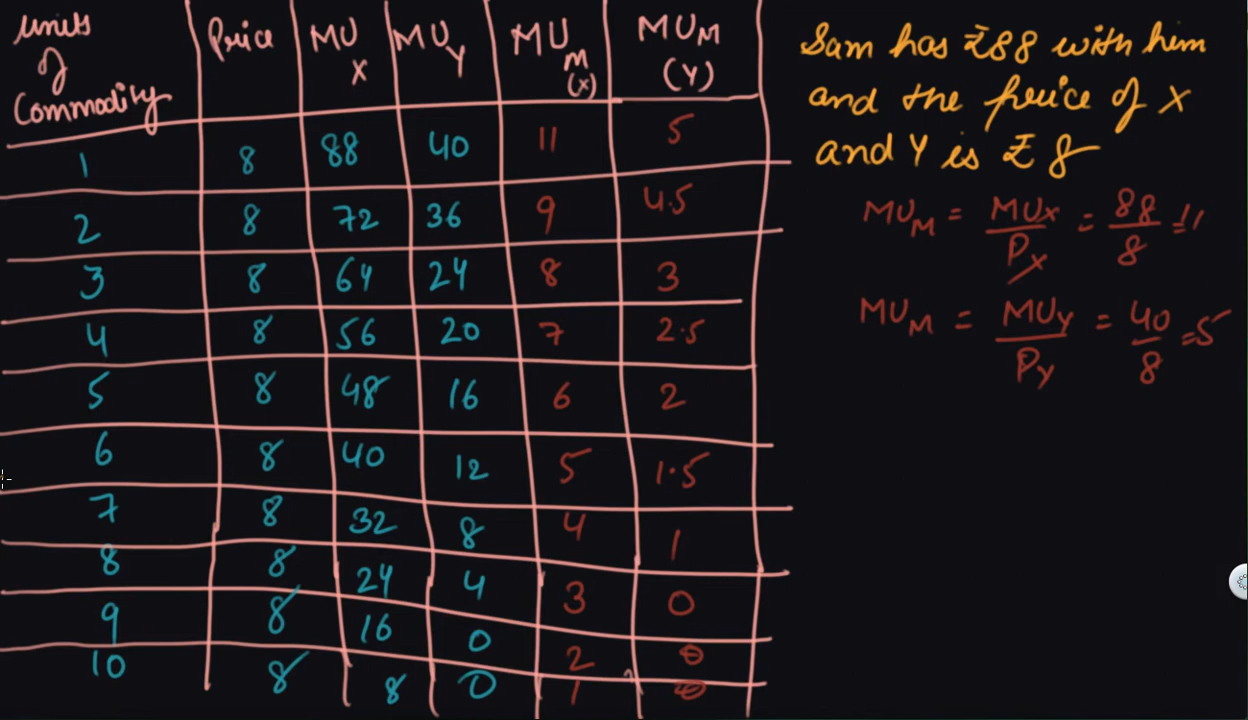 units of Commodity Price MU X MU Y MU M (X) MU M (Y)
1 8 88 40 11 5
2 8 72 36 9 4.5
3 8 64 24 8 3
4 8 56 20 7 2.5
5 8 48 16 6 2
6 8 40 12 5 1.5
7 8 32 8 4 1
8 8 24 4 3 0
9 8 16 0 2 0
10 8 8 0 1 0
Sam has ₹88 with him
and the price of X
and Y is ₹ 8
MUM = MUX / PX = 88 / 8 = 11
MUM = MUY / PY = 40 / 8 = 5